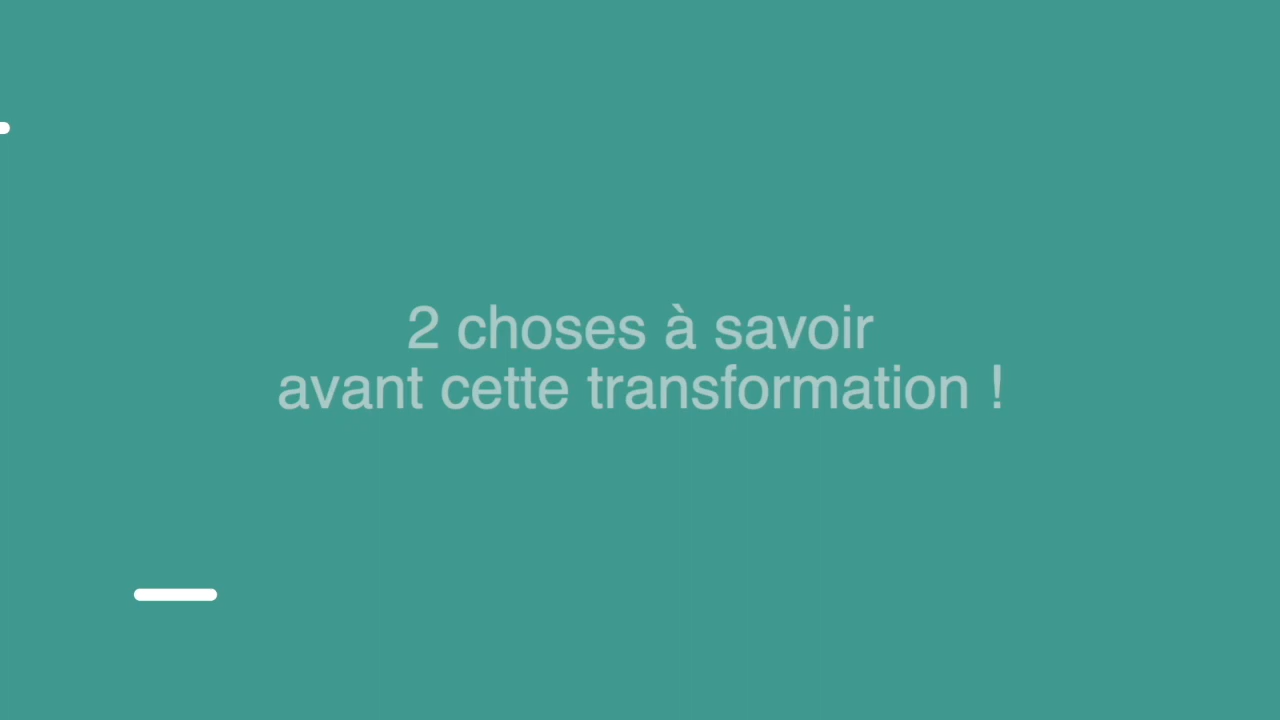 2 choses à savoir
avant cette transformation !